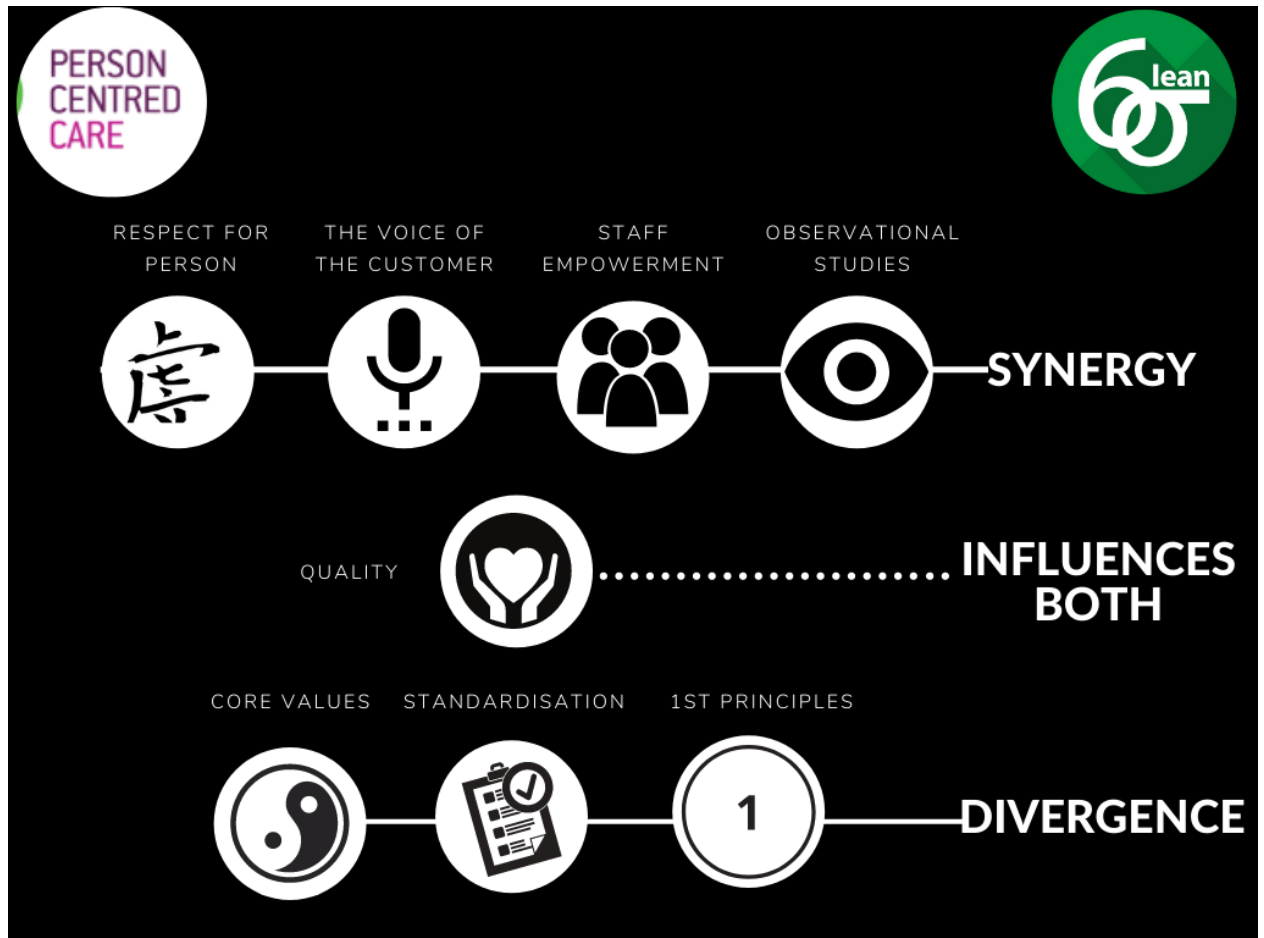 PERSON
CENTRED
CARE
lean
6σ
RESPECT FOR
PERSON
THE VOICE OF
THE CUSTOMER
STAFF
EMPOWERMENT
OBSERVATIONAL
STUDIES
SYNERGY
QUALITY
INFLUENCES
BOTH
CORE VALUES
STANDARDISATION
1ST PRINCIPLES
1
DIVERGENCE